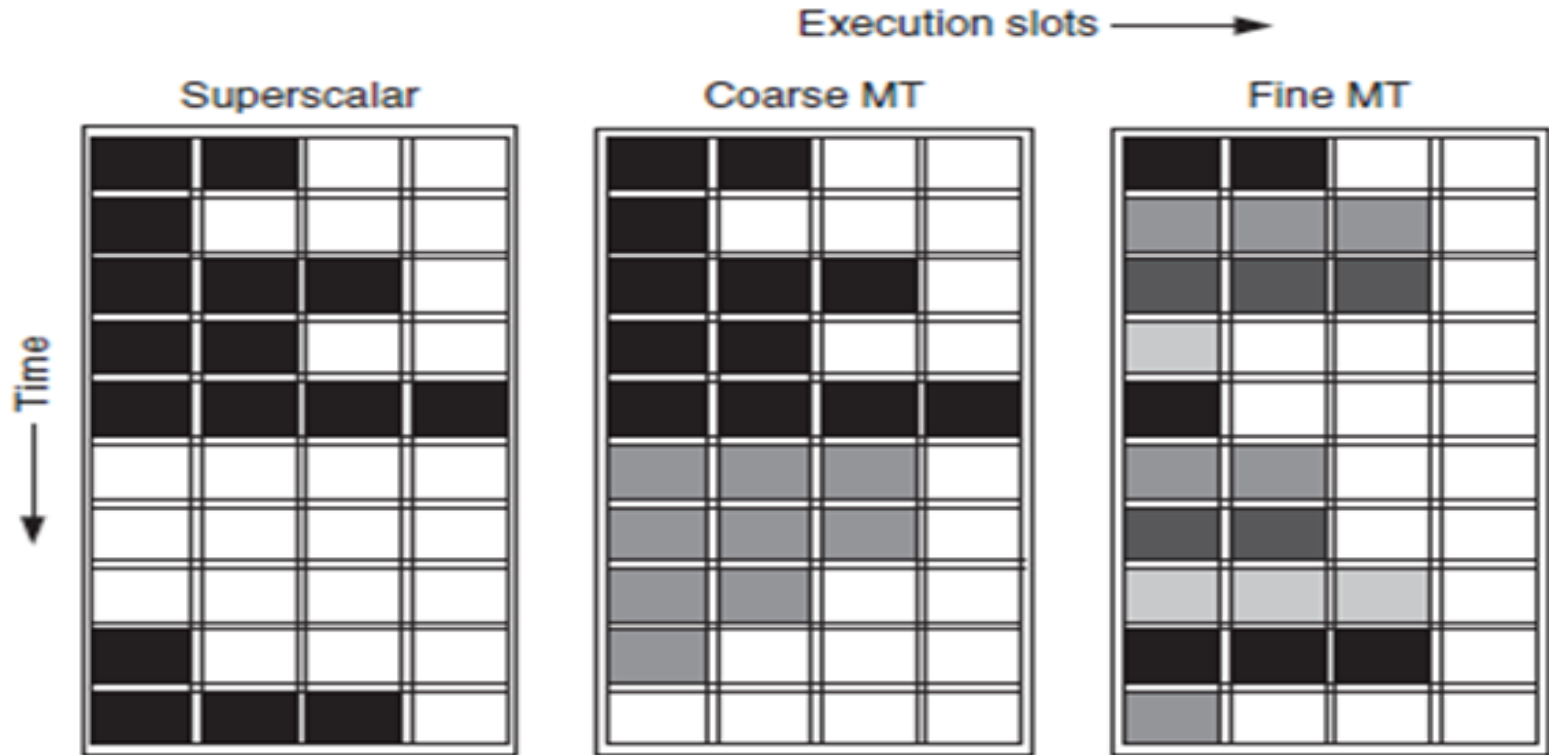 Execution slots
Superscalar
Coarse MT
Fine MT
Time